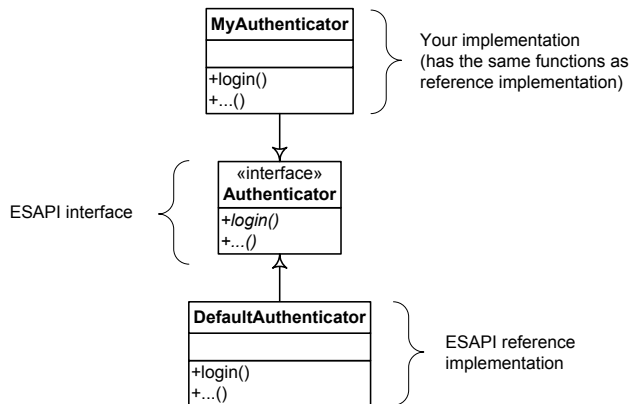 MyAuthenticator
+login()
+...()
Your implementation
(has the same functions as
reference implementation)
ESAPI interface
«interface»
Authenticator
+login()
+...()
DefaultAuthenticator
+login()
+...()
ESAPI reference
implementation